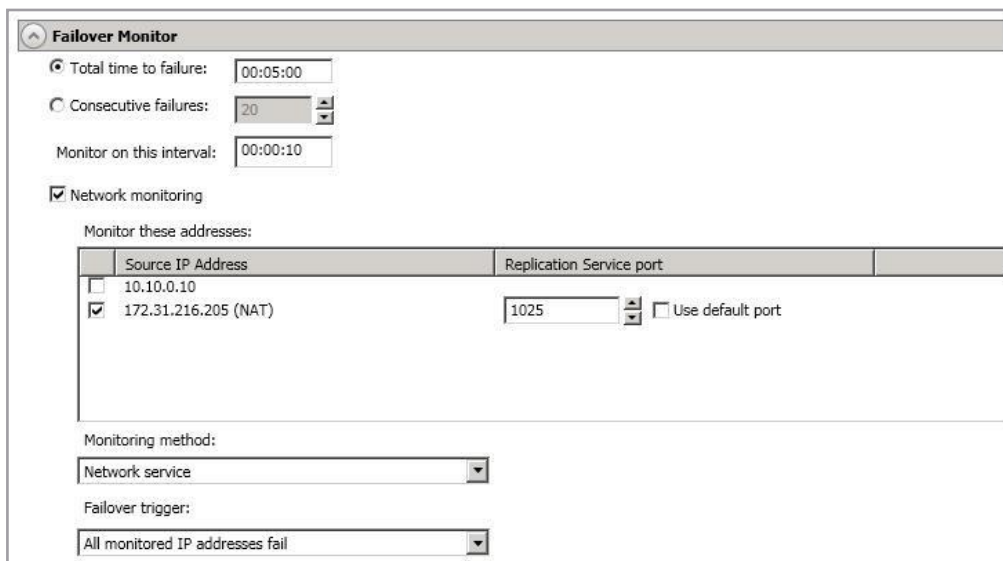 Failover Monitor
Total time to failure: 00:05:00
Consecutive failures: 20
Monitor on this interval: 00:00:10
Network monitoring
Monitor these addresses:
Source IP Address Replication Service port
10.10.0.10
172.31.216.205 (NAT) 1025 Use default port
Monitoring method:
Network service
Failover trigger:
All monitored IP addresses fail